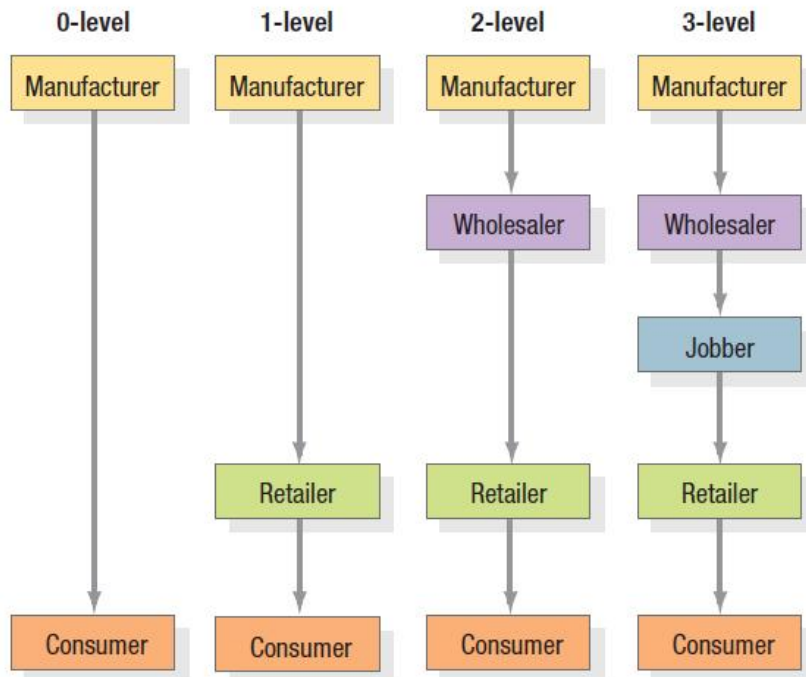 0-level 1-level 2-level 3-level
Manufacturer Manufacturer Manufacturer Manufacturer
Wholesaler Wholesaler
Jobber
Retailer Retailer Retailer
Consumer Consumer Consumer Consumer